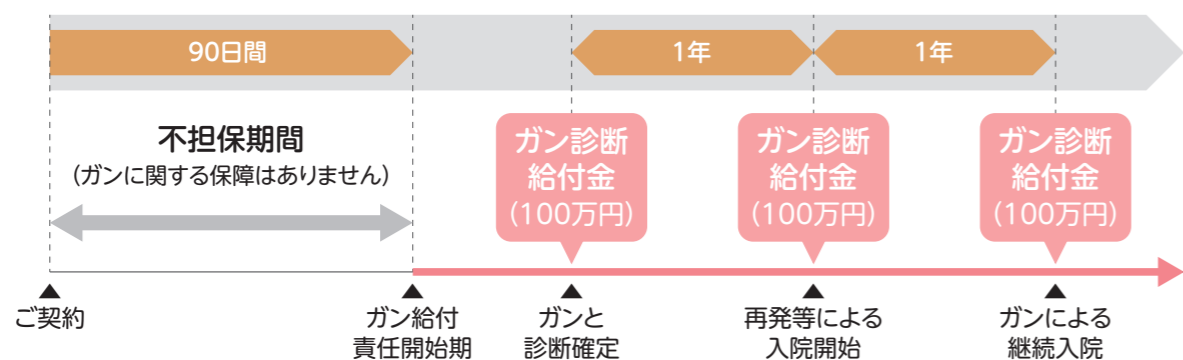 90日間
1年
1年
不担保期間
(ガンに関する保障はありません)
ガン診断
給付金
(100万円)
ガン診断
給付金
(100万円)
ガン診断
給付金
(100万円)
ご契約
ガン給付
責任開始期
ガンと
診断確定
再発等による
入院開始
ガンによる
継続入院